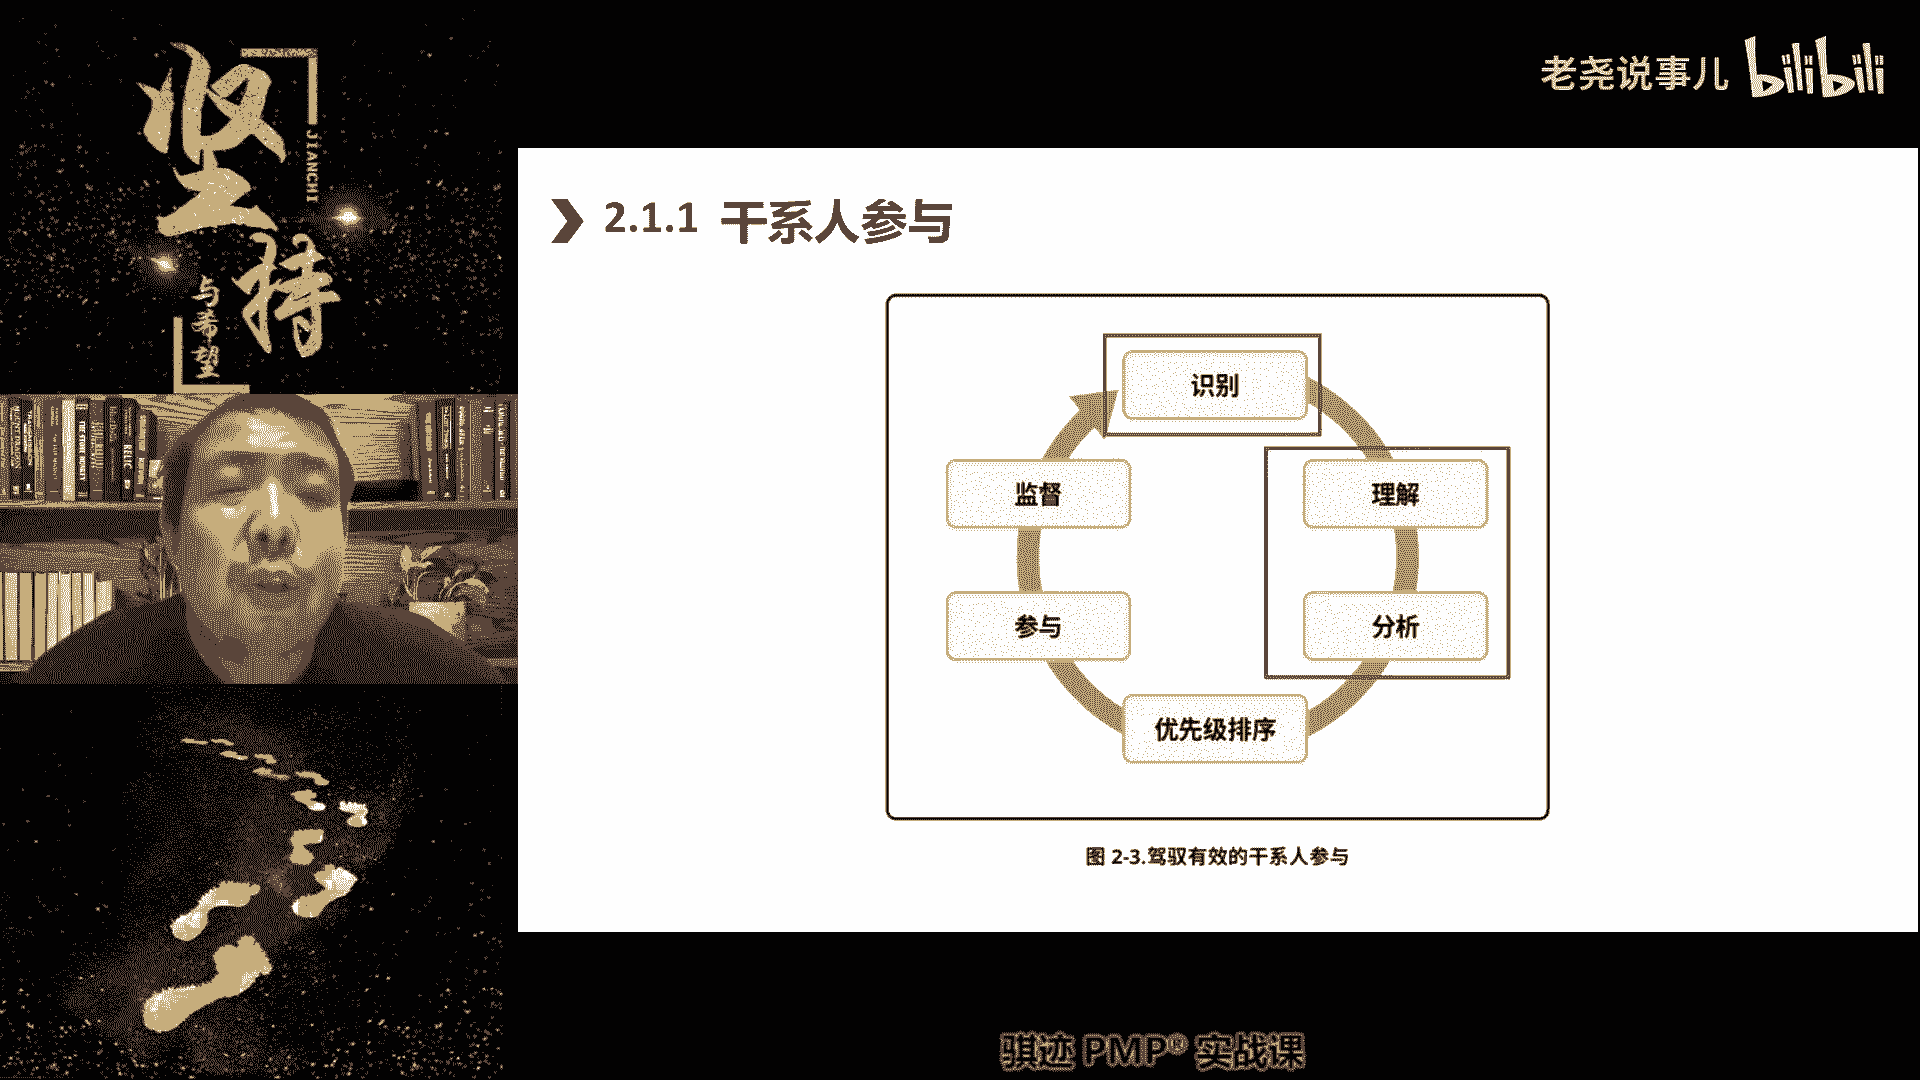 坚持
JIANCHI
与希望
老尧说事儿 bilibili
2.1.1 干系人参与
识别
监督
理解
参与
分析
优先级排序
图 2-3.驾驭有效的干系人参与
骐迹 PMP® 实战课